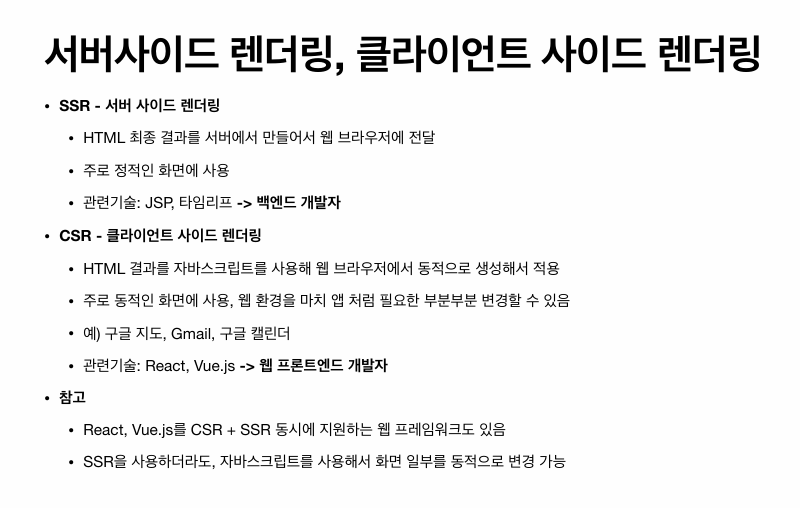 서버사이드 렌더링, 클라이언트 사이드 렌더링
• SSR - 서버 사이드 렌더링
• HTML 최종 결과를 서버에서 만들어서 웹 브라우저에 전달
• 주로 정적인 화면에 사용
• 관련기술: JSP, 타임리프 -> 백엔드 개발자
• CSR - 클라이언트 사이드 렌더링
• HTML 결과를 자바스크립트를 사용해 웹 브라우저에서 동적으로 생성해서 적용
• 주로 동적인 화면에 사용, 웹 환경을 마치 앱 처럼 필요한 부분부분 변경할 수 있음
• 예) 구글 지도, Gmail, 구글 캘린더
• 관련기술: React, Vue.js -> 웹 프론트엔드 개발자
• 참고
• React, Vue.js를 CSR + SSR 동시에 지원하는 웹 프레임워크도 있음
• SSR을 사용하더라도, 자바스크립트를 사용해서 화면 일부를 동적으로 변경 가능